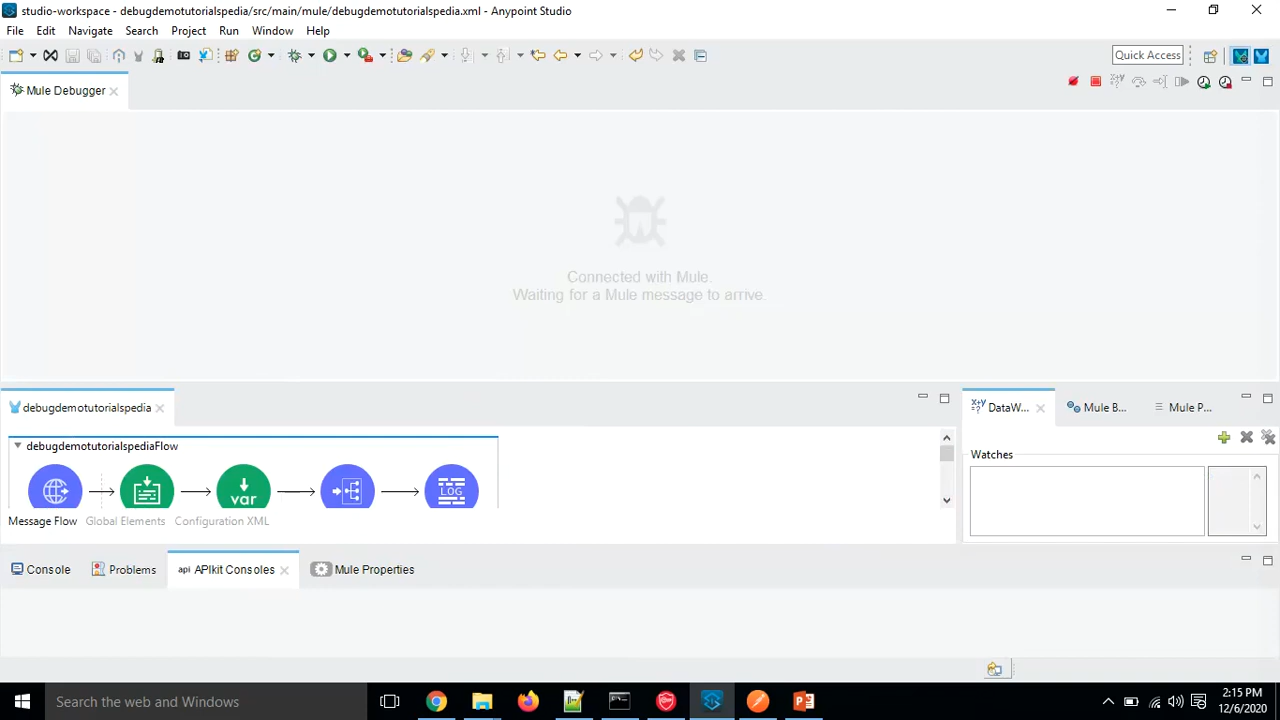 studio-workspace - debugdemotutorialspedia/src/main/mule/debugdemotutorialspedia.xml - Anypoint Studio
File Edit Navigate Search Project Run Window Help
Quick Access
Mule Debugger
Connected with Mule.
Waiting for a Mule message to arrive.
debugdemotutorialspedia
DataW... Mule B... Mule P...
debugdemotutorialspediaFlow
Watches
var
LOG
Message Flow Global Elements Configuration XML
Console Problems api APIkit Consoles Mule Properties
Search the web and Windows
2:15 PM
12/6/2020